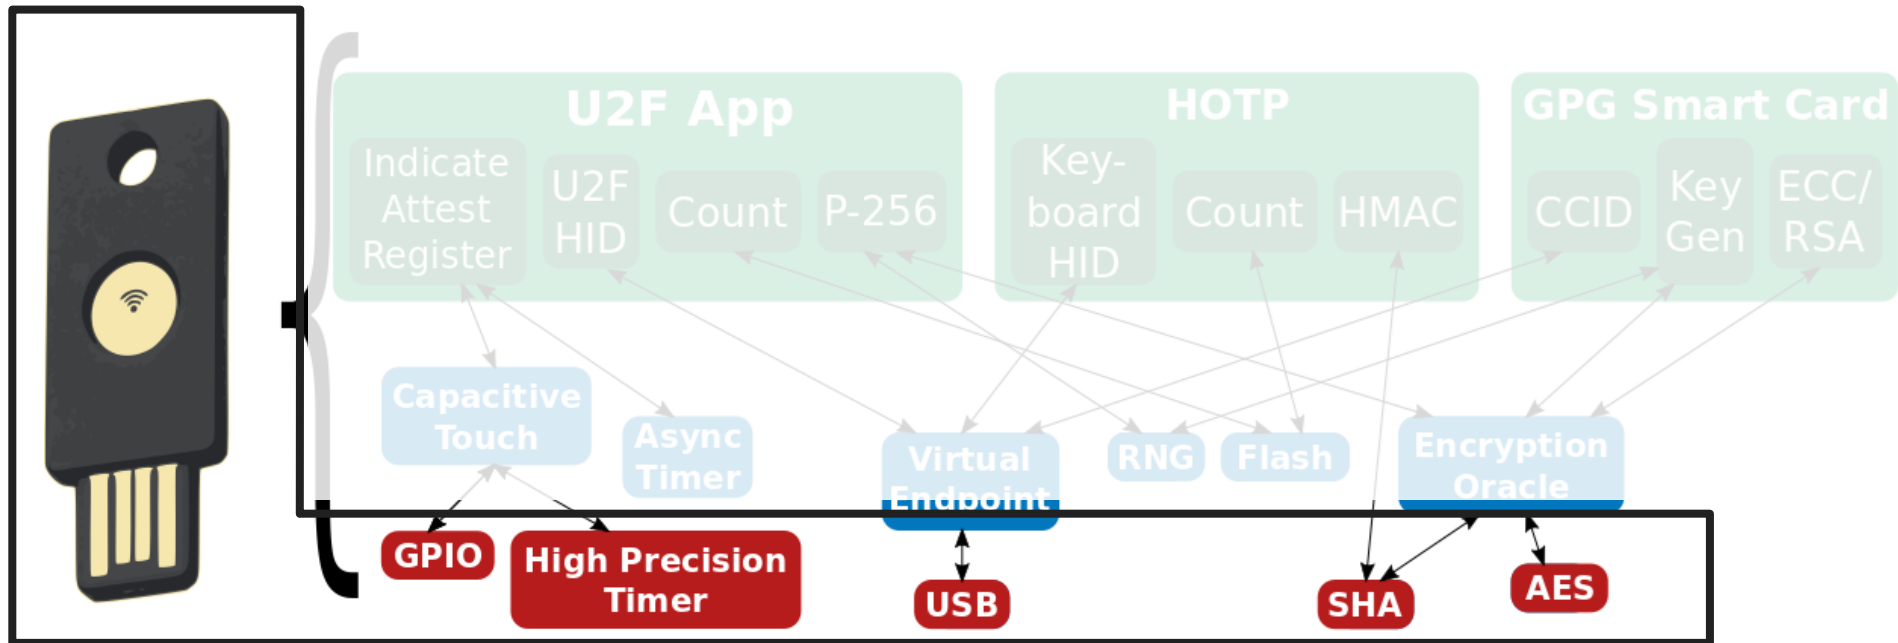 U2F App
Indicate
Attest
Register
U2F
HID
Count
P-256
HOTP
Key-
board
HID
Count
HMAC
GPG Smart Card
CCID
Key
Gen
ECC/
RSA
Capacitive
Touch
Async
Timer
Virtual
Endpoint
RNG
Flash
Encryption
Oracle
GPIO
High Precision
Timer
USB
SHA
AES